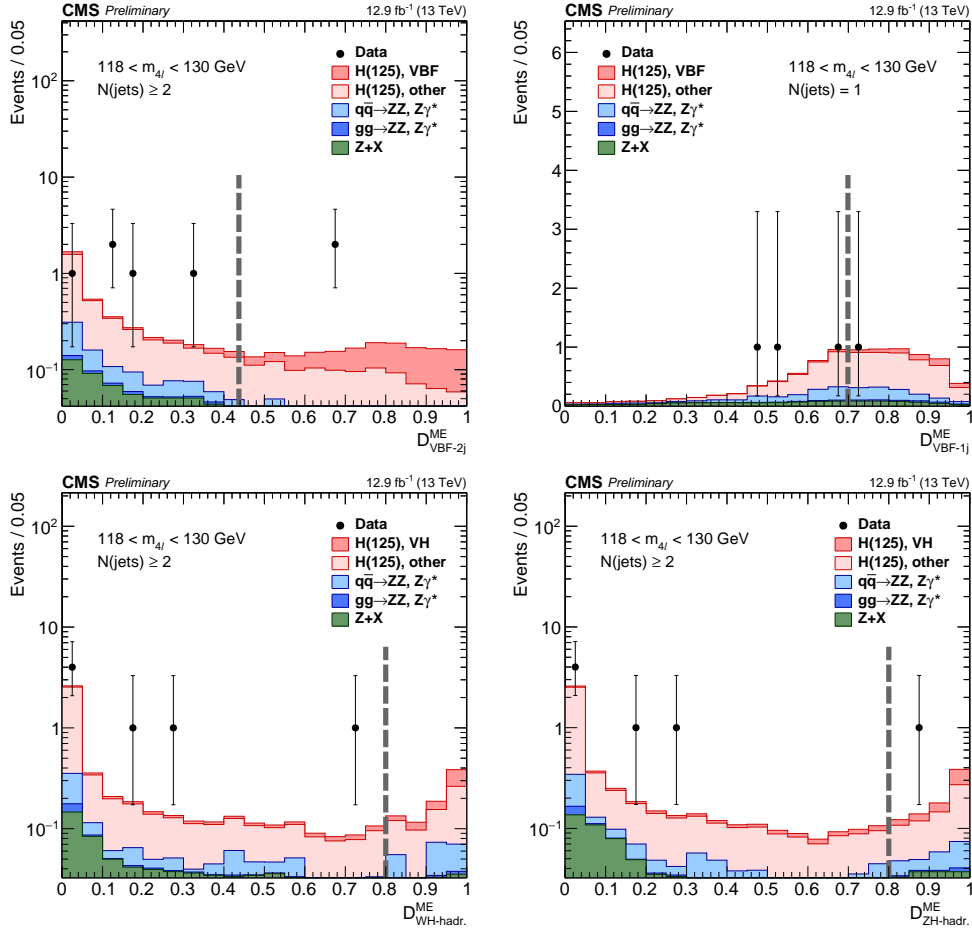 CMS Preliminary 12.9 fb⁻¹ (13 TeV)
Events / 0.05
118 < m₄ₗ < 130 GeV
N(jets) ≥ 2
Data
H(125), VBF
H(125), other
qq̄→ZZ, Zγ*
gg→ZZ, Zγ*
Z+X
10²
10
1
10⁻¹
0 0.1 0.2 0.3 0.4 0.5 0.6 0.7 0.8 0.9 1
D^ME_VBF-2j
CMS Preliminary 12.9 fb⁻¹ (13 TeV)
Events / 0.05
Data
H(125), VBF
H(125), other
qq̄→ZZ, Zγ*
gg→ZZ, Zγ*
Z+X
118 < m₄ₗ < 130 GeV
N(jets) = 1
6
5
4
3
2
1
0
0 0.1 0.2 0.3 0.4 0.5 0.6 0.7 0.8 0.9 1
D^ME_VBF-1j
CMS Preliminary 12.9 fb⁻¹ (13 TeV)
Events / 0.05
118 < m₄ₗ < 130 GeV
N(jets) ≥ 2
Data
H(125), VH
H(125), other
qq̄→ZZ, Zγ*
gg→ZZ, Zγ*
Z+X
10²
10
1
10⁻¹
0 0.1 0.2 0.3 0.4 0.5 0.6 0.7 0.8 0.9 1
D^ME_WH-hadr.
CMS Preliminary 12.9 fb⁻¹ (13 TeV)
Events / 0.05
118 < m₄ₗ < 130 GeV
N(jets) ≥ 2
Data
H(125), VH
H(125), other
qq̄→ZZ, Zγ*
gg→ZZ, Zγ*
Z+X
10²
10
1
10⁻¹
0 0.1 0.2 0.3 0.4 0.5 0.6 0.7 0.8 0.9 1
D^ME_ZH-hadr.